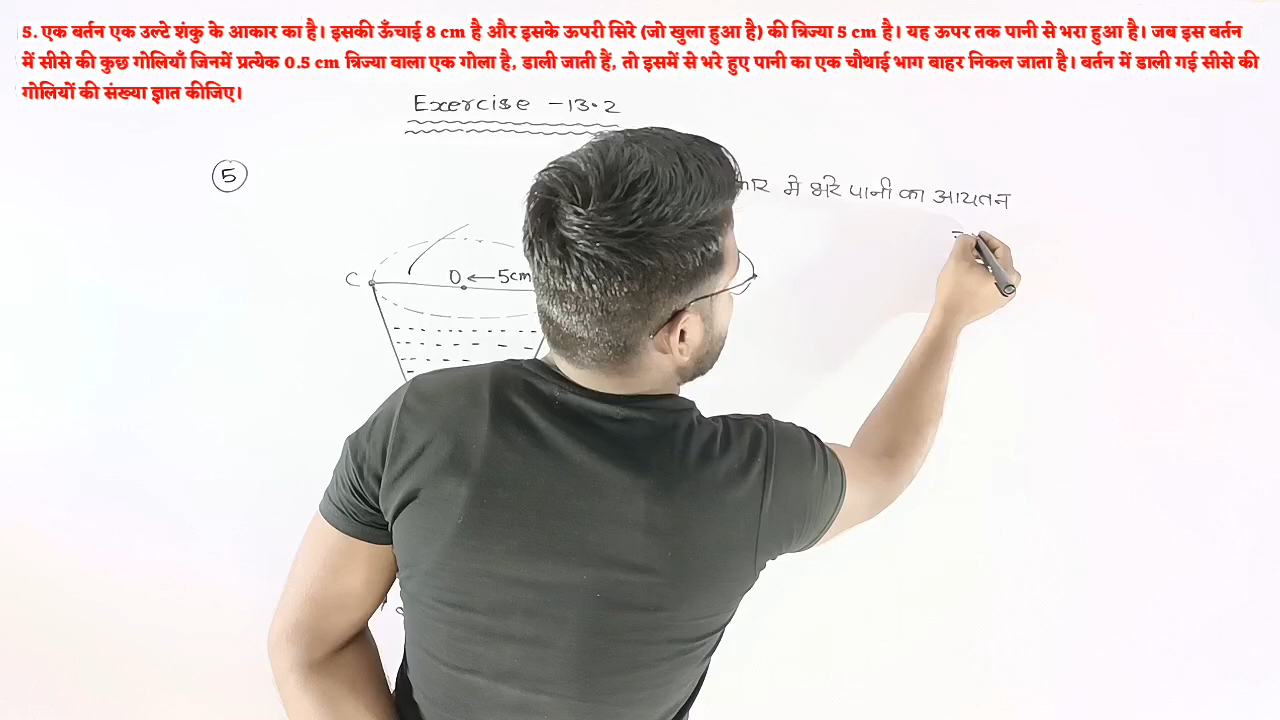 5. एक बर्तन एक उल्टे शंकु के आकार का है। इसकी ऊँचाई 8 cm है और इसके ऊपरी सिरे (जो खुला हुआ है) की त्रिज्या 5 cm है। यह ऊपर तक पानी से भरा हुआ है। जब इस बर्तन
में सीसे की कुछ गोलियाँ जिनमें प्रत्येक 0.5 cm त्रिज्या वाला एक गोला है, डाली जाती हैं, तो इसमें से भरे हुए पानी का एक चौथाई भाग बाहर निकल जाता है। बर्तन में डाली गई सीसे की
गोलियों की संख्या ज्ञात कीजिए।
Exercise -13.2
5
में भरे पानी का आयतन
C O ←5cm